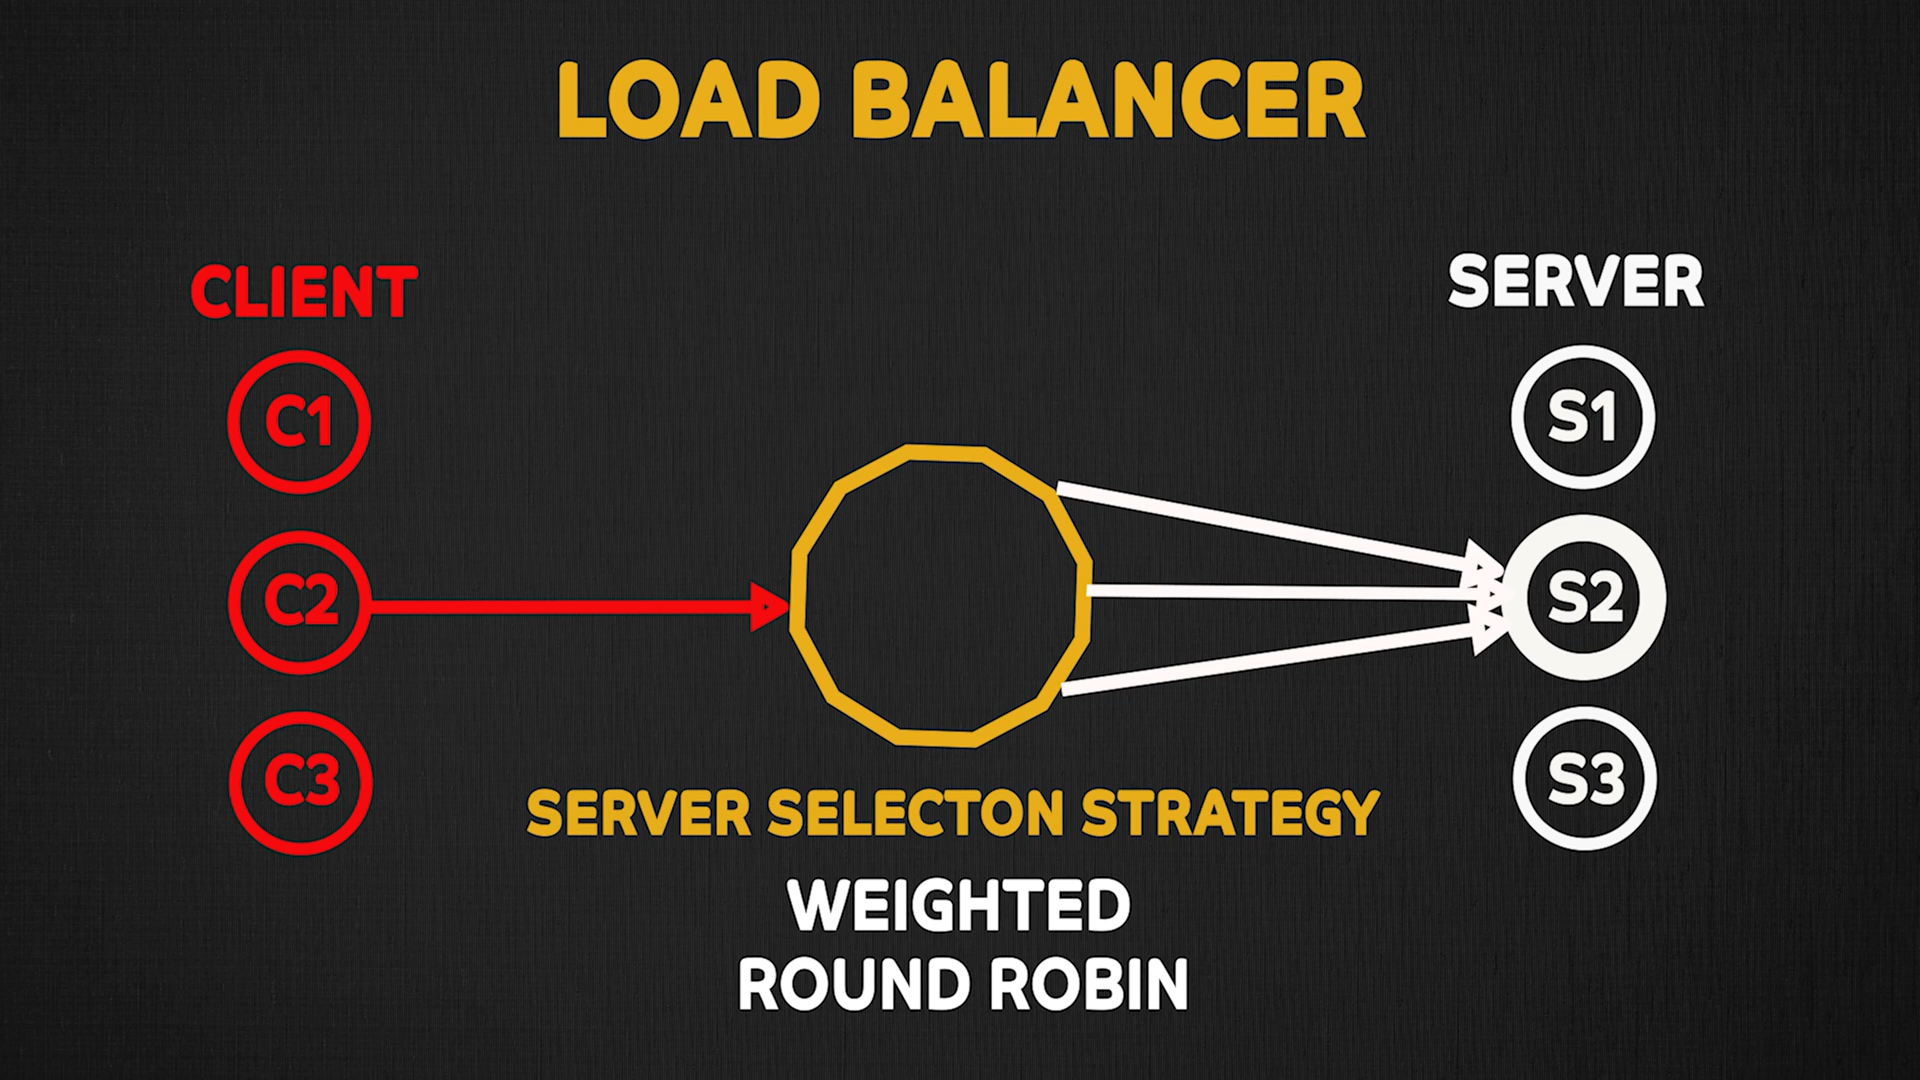 LOAD BALANCER
CLIENT
SERVER
C1
S1
C2
S2
C3
S3
SERVER SELECTON STRATEGY
WEIGHTED
ROUND ROBIN